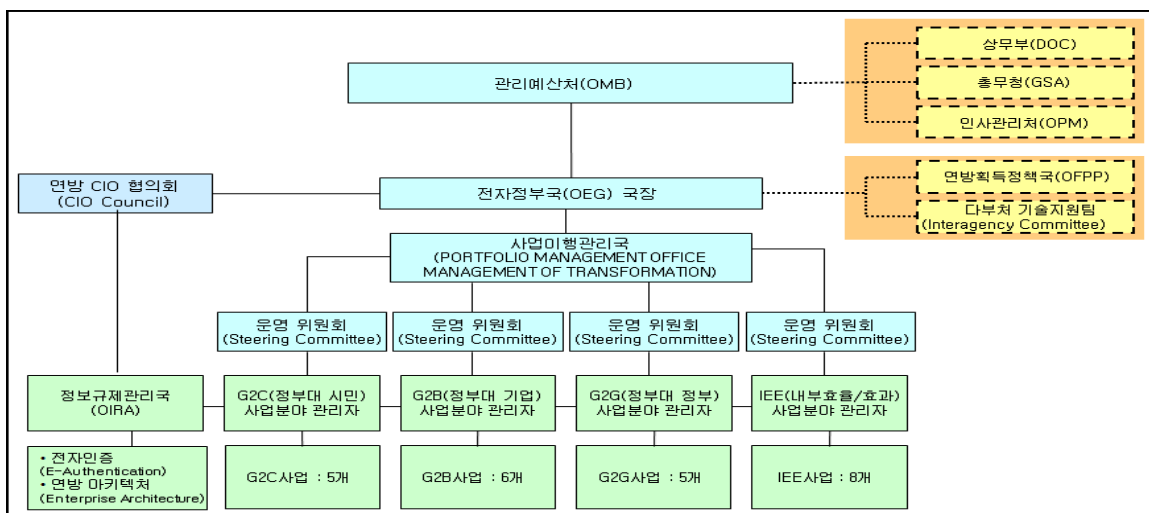 상무부(DOC)
관리예산처(OMB)
총무청(GSA)
인사관리처(OPM)
연방 CIO 협의회
(CIO Council)
전자정부국(OEG) 국장
연방획득정책국(OFPP)
다부처 기술지원팀
(Interagency Committee)
사업미행관리국
(PORTFOLIO MANAGEMENT OFFICE
MANAGEMENT OF TRANSFORMATION)
운명 위원회
(Steering Committee)
운명 위원회
(Steering Committee)
운명 위원회
(Steering Committee)
운명 위원회
(Steering Committee)
정보규제관리국
(OIRA)
G2C(정부대 시민)
사업분야 관리자
G2B(정부대 기업)
사업분야 관리자
G2G(정부대 정부)
사업분야 관리자
IEE(내부효율/효과)
사업분야 관리자
• 전자인증
(E-Authentication)
• 연방 마키텍처
(Enterprise Architecture)
G2C사업 : 5개
G2B사업 : 6개
G2G사업 : 5개
IEE사업 : 8개